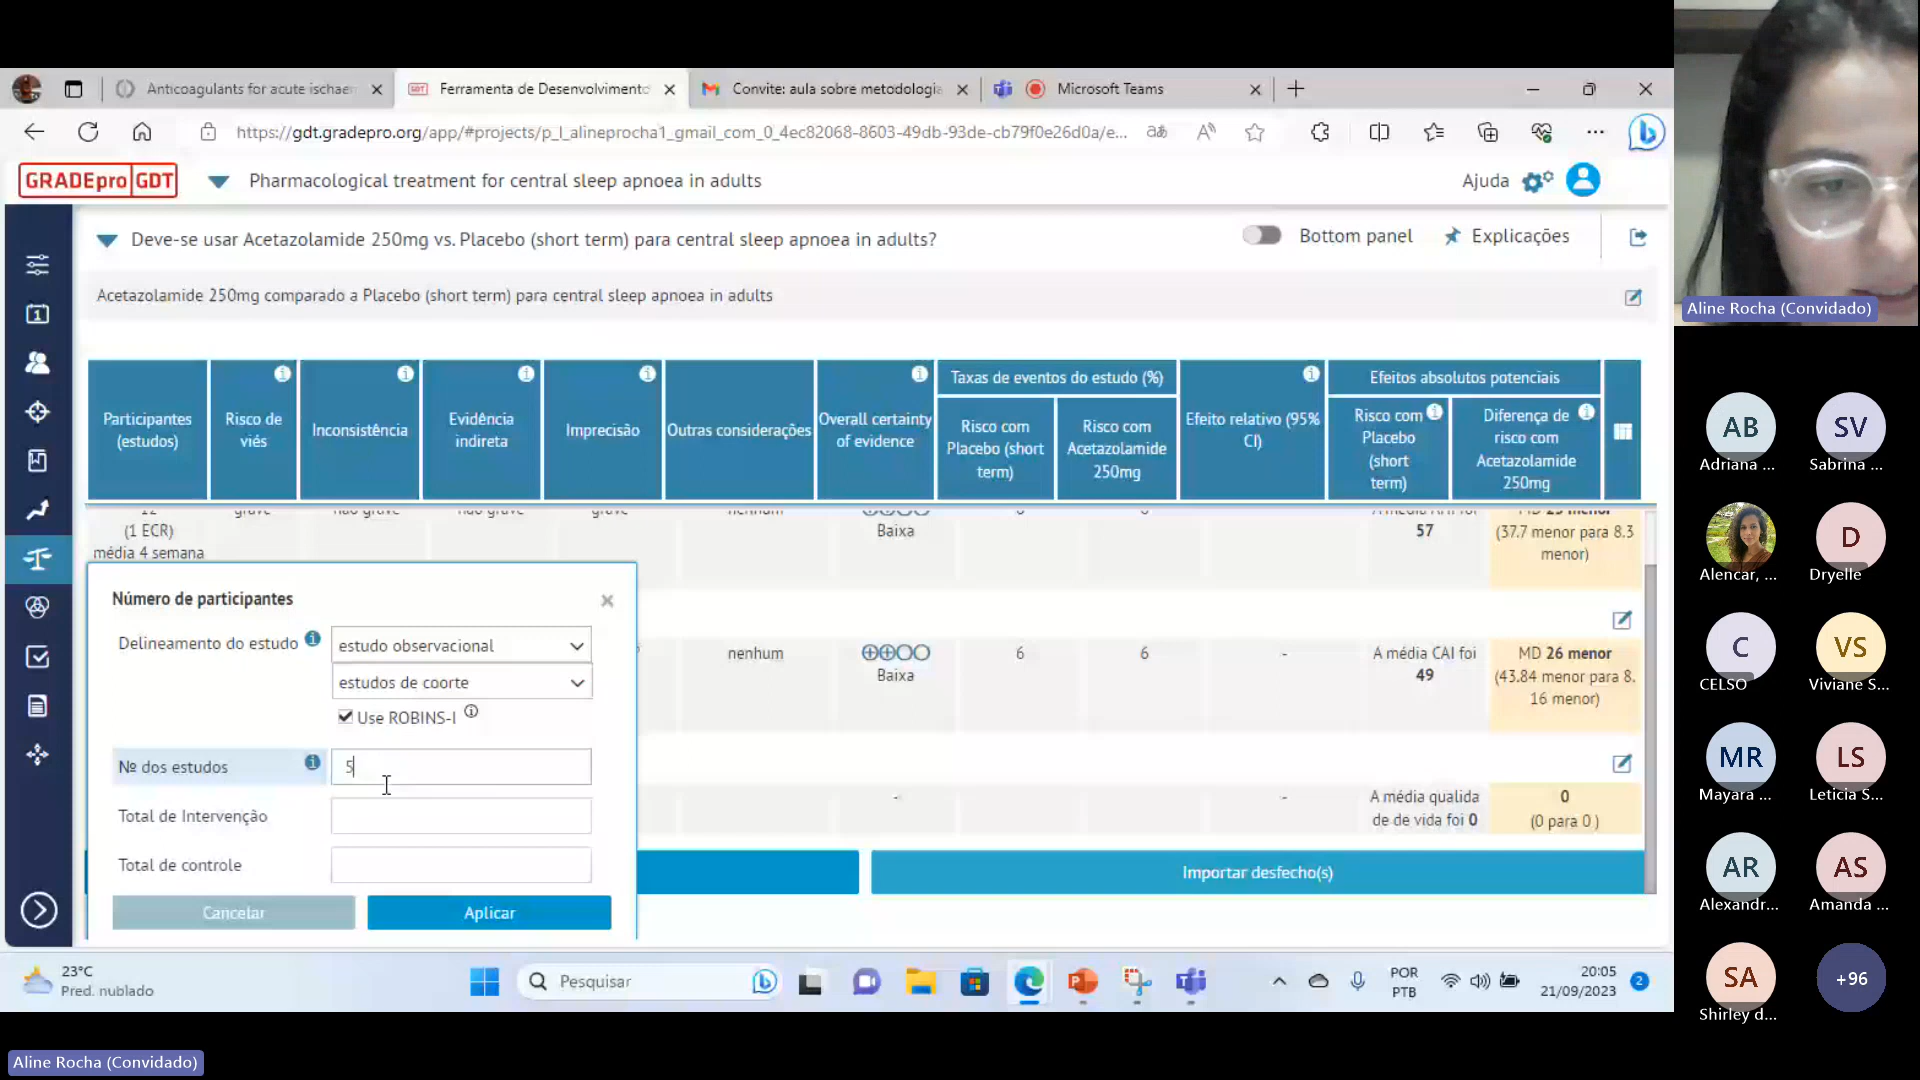 Anticoagulants for acute ischaem
Ferramenta de Desenvolvimento
Convite: aula sobre metodologia
Microsoft Teams
https://gdt.gradepro.org/app/#projects/p_l_alineprocha1_gmail_com_0_4ec82068-8603-49db-93de-cb79f0e26d0a/e...
GRADEpro GDT
Pharmacological treatment for central sleep apnoea in adults
Ajuda
Deve-se usar Acetazolamide 250mg vs. Placebo (short term) para central sleep apnoea in adults?
Bottom panel
Explicações
Acetazolamide 250mg comparado a Placebo (short term) para central sleep apnoea in adults
Participantes (estudos)
Risco de viés
Inconsistência
Evidência indireta
Imprecisão
Outras considerações
Overall certainty of evidence
Taxas de eventos do estudo (%)
Risco com Placebo (short term)
Risco com Acetazolamide 250mg
Efeito relativo (95% CI)
Efeitos absolutos potenciais
Risco com Placebo (short term)
Diferença de risco com Acetazolamide 250mg
(1 ECR)
média 4 semana
Baixa
57
(37.7 menor para 8.3 menor)
nenhum
Baixa
6
6
-
A média CAI foi
49
MD 26 menor
(43.84 menor para 8.
16 menor)
-
-
A média qualida
de de vida foi 0
0
(0 para 0 )
Importar desfecho(s)
Número de participantes
Delineamento do estudo
estudo observacional
estudos de coorte
Use ROBINS-I
Nº dos estudos
5
Total de Intervenção
Total de controle
Cancelar
Aplicar
23°C
Pred. nublado
Pesquisar
POR
PTB
20:05
21/09/2023
2
Aline Rocha (Convidado)
AB
Adriana ...
SV
Sabrina ...
Alencar, ...
D
Dryelle
C
CELSO
VS
Viviane S...
MR
Mayara ...
LS
Leticia S...
AR
Alexandr...
AS
Amanda ...
SA
Shirley d...
+96
Aline Rocha (Convidado)